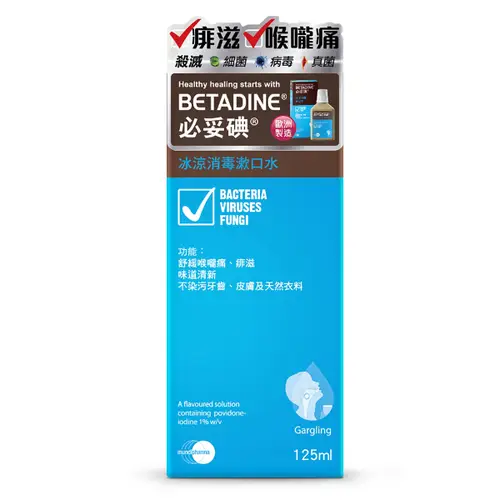 痱滋 喉嚨痛
殺滅 細菌 病毒 真菌
Healthy healing starts with
BETADINE®
必妥碘®
歐洲
製造
冰涼消毒漱口水
BACTERIA
VIRUSES
FUNGI
功能：
舒緩喉嚨痛、痱滋
味道清新
不染污牙齒、皮膚及天然衣料
A flavoured solution
containing povidone-
iodine 1% w/v
Gargling
mundipharma
125ml